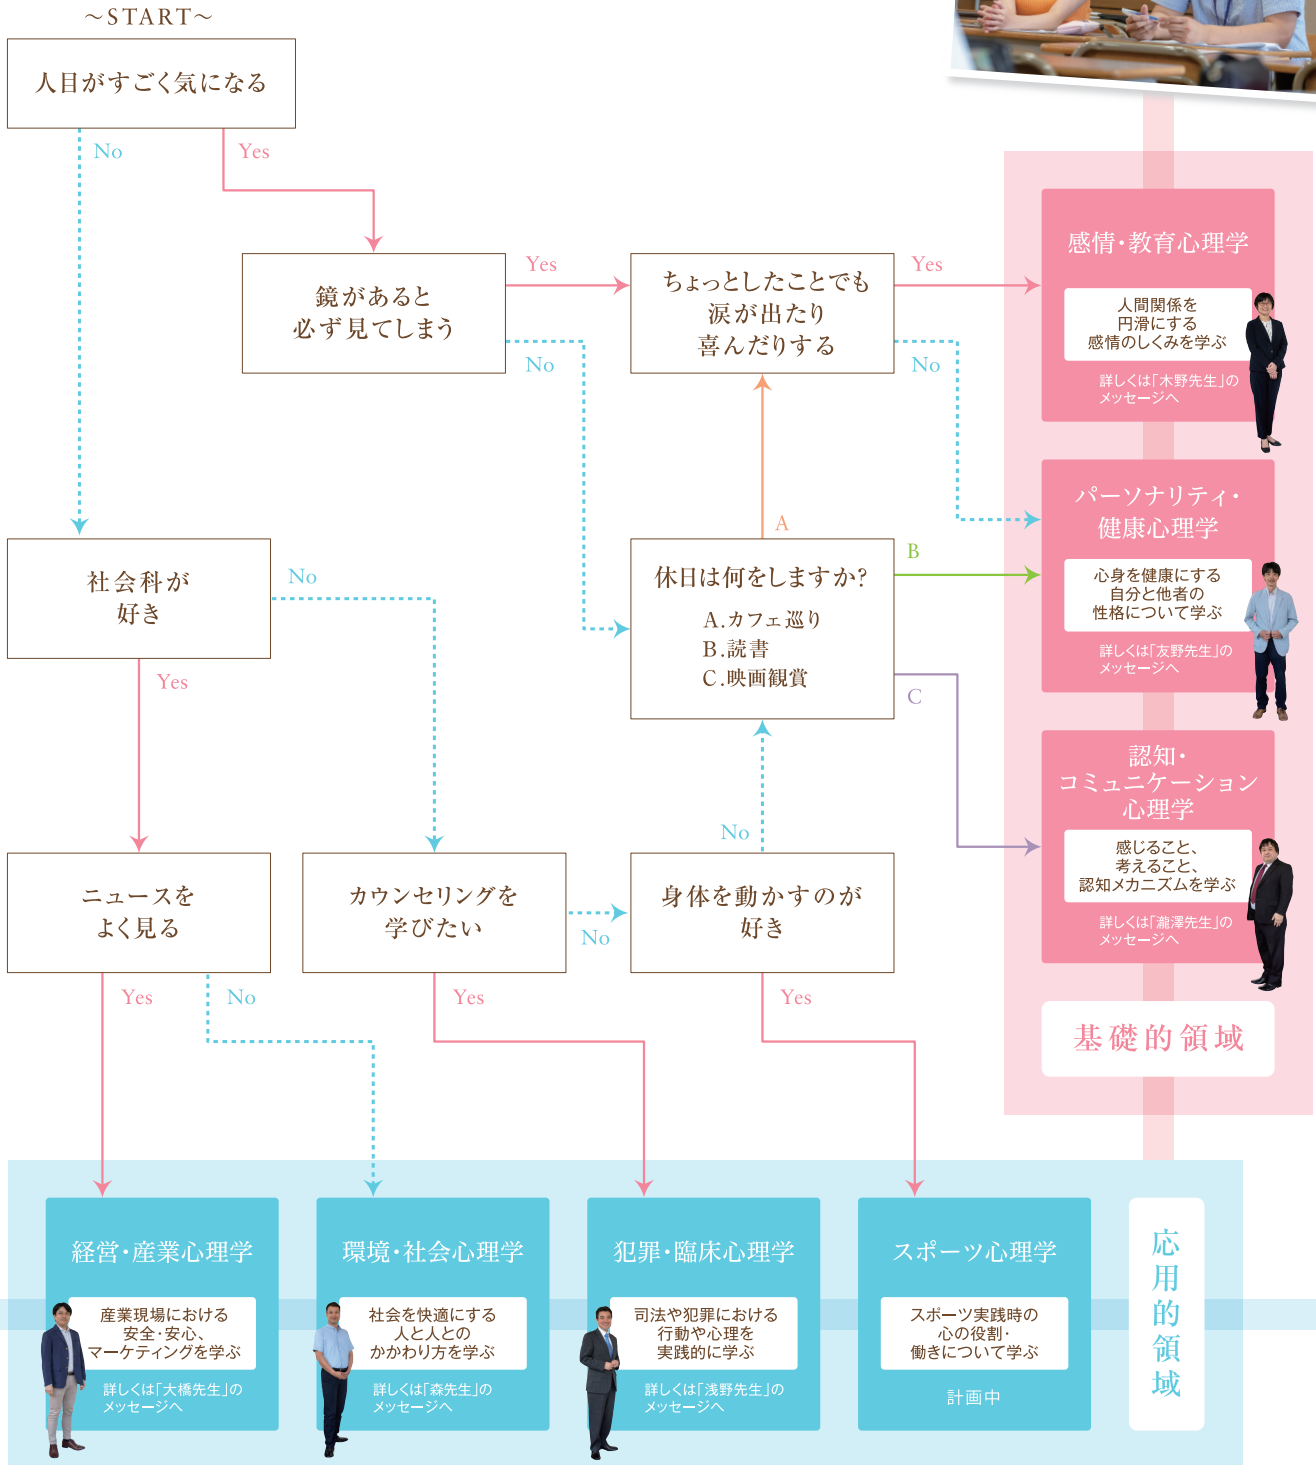 ～START～
人目がすごく気になる
No
Yes
鏡があると
必ず見てしまう
Yes
No
ちょっとしたことでも
涙が出たり
喜んだりする
Yes
No
社会科が
好き
No
Yes
休日は何をしますか?
A.カフェ巡り
B.読書
C.映画観賞
A
B
C
ニュースを
よく見る
Yes
No
カウンセリングを
学びたい
No
Yes
身体を動かすのが
好き
No
Yes
感情・教育心理学
人間関係を
円滑にする
感情のしくみを学ぶ
詳しくは「木野先生」の
メッセージへ
パーソナリティ・
健康心理学
心身を健康にする
自分と他者の
性格について学ぶ
詳しくは「友野先生」の
メッセージへ
認知・
コミュニケーション
心理学
感じること、
考えること、
認知メカニズムを学ぶ
詳しくは「瀧澤先生」の
メッセージへ
基礎的領域
経営・産業心理学
産業現場における
安全・安心、
マーケティングを学ぶ
詳しくは「大橋先生」の
メッセージへ
環境・社会心理学
社会を快適にする
人と人との
かかわり方を学ぶ
詳しくは「森先生」の
メッセージへ
犯罪・臨床心理学
司法や犯罪における
行動や心理を
実践的に学ぶ
詳しくは「浅野先生」の
メッセージへ
スポーツ心理学
スポーツ実践時の
心の役割・
働きについて学ぶ
計画中
応用的領域